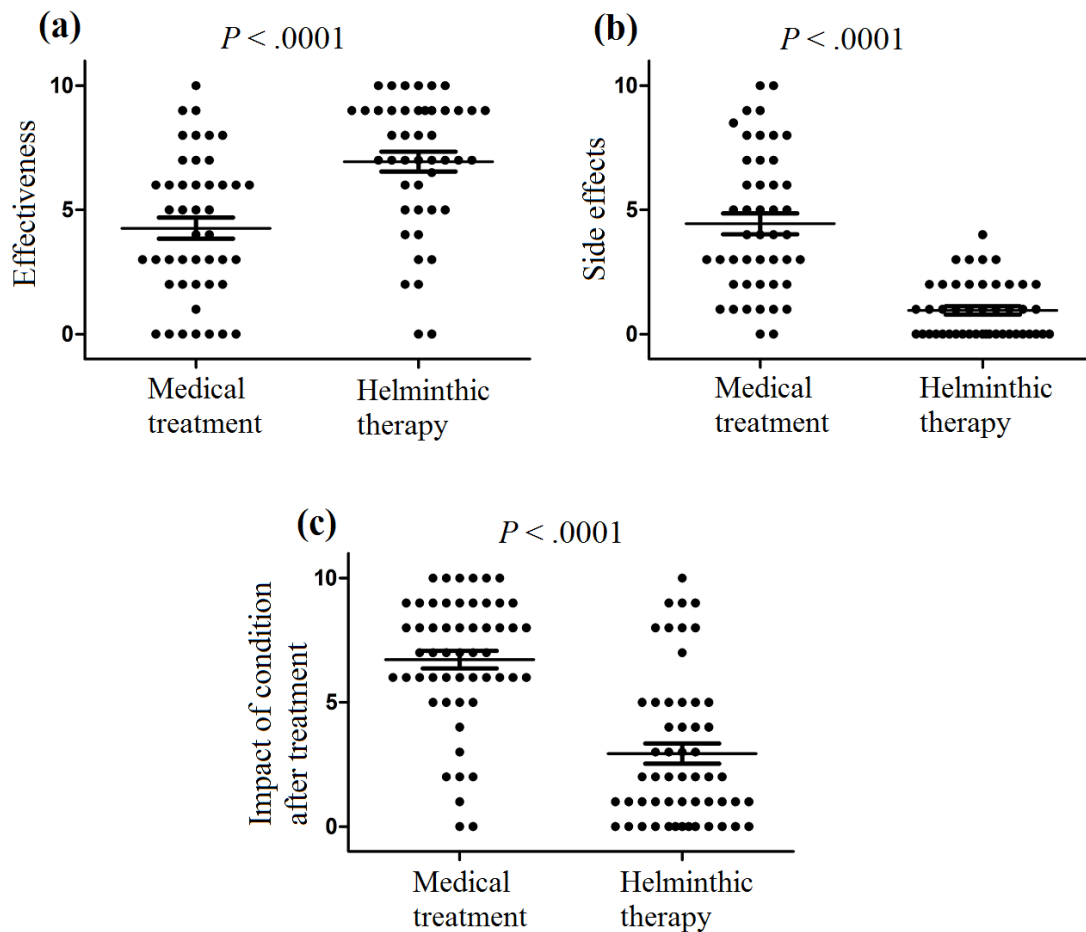 (a)
P < .0001
10
5
0
Effectiveness
Medical
treatment
Helminthic
therapy
(b)
P < .0001
10
5
0
Side effects
Medical
treatment
Helminthic
therapy
(c)
P < .0001
10
5
0
Impact of condition
after treatment
Medical
treatment
Helminthic
therapy